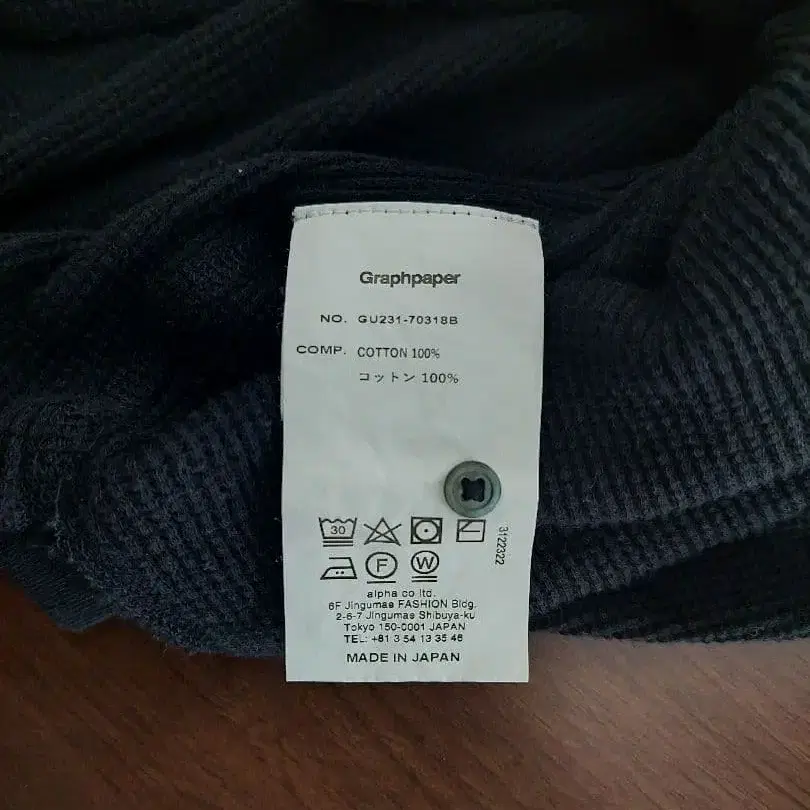 Graphpaper
NO. GU231-70318B
COMP. COTTON 100%
コットン 100%
30
F
W
3122322
alpha co ltd.
6F Jingumae FASHION Bldg.
2-6-7 Jingumae Shibuya-ku
Tokyo 150-0001 JAPAN
TEL: +81 3 54 13 35 46
MADE IN JAPAN